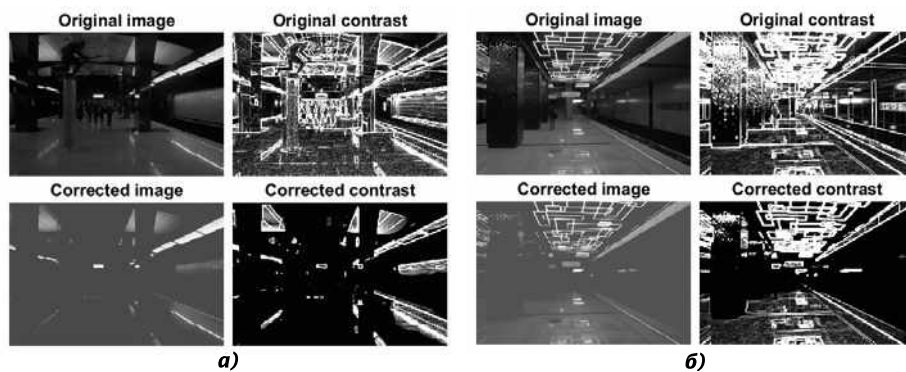 Original image
Original contrast
Corrected image
Corrected contrast
а)
Original image
Original contrast
Corrected image
Corrected contrast
б)